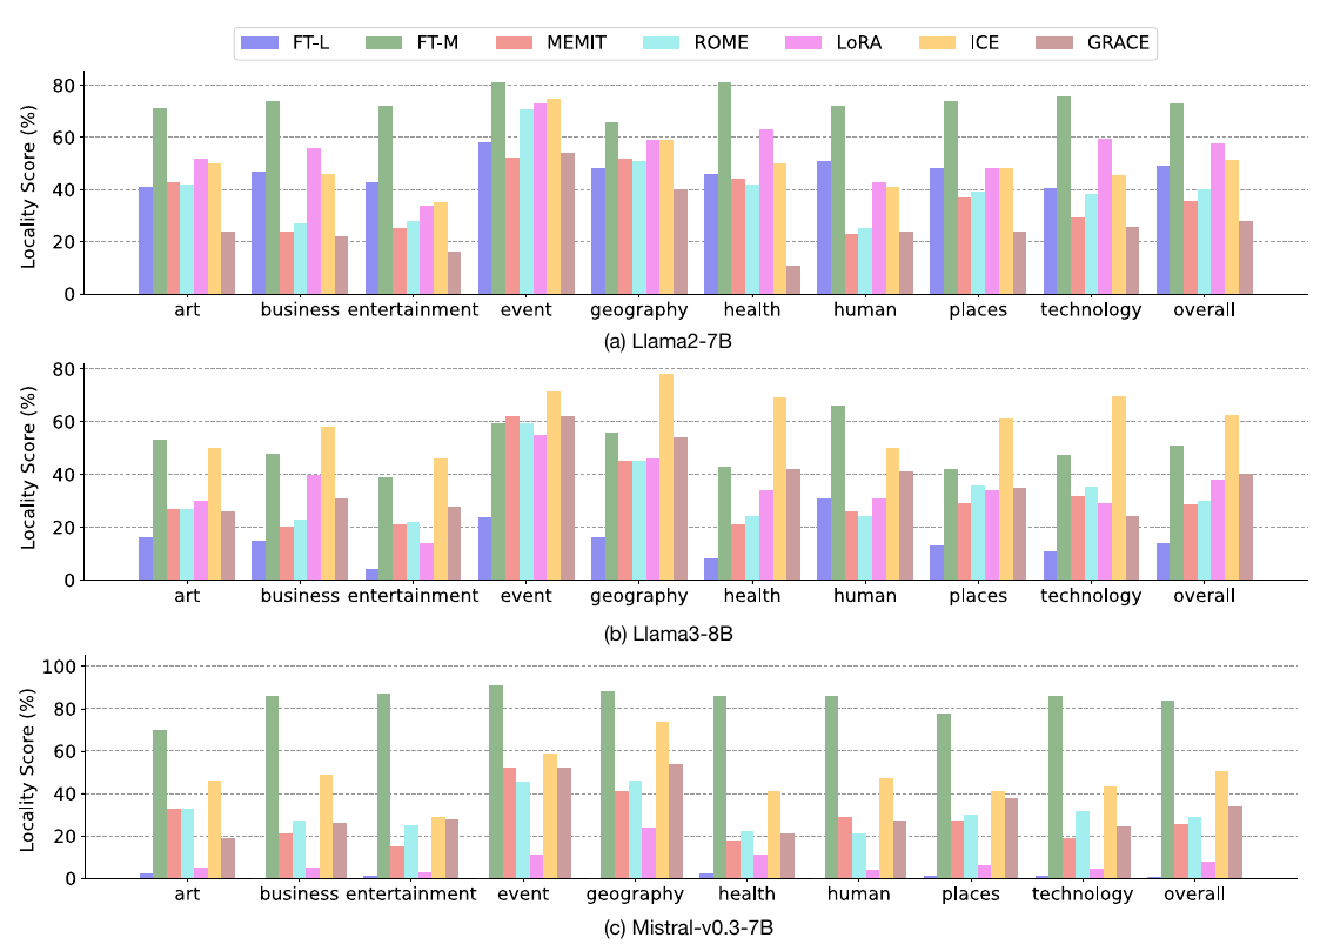 FT-L FT-M MEMIT ROME LoRA ICE GRACE
Locality Score (%)
80
60
40
20
0
art business entertainment event geography health human places technology overall
(a) Llama2-7B
Locality Score (%)
80
60
40
20
0
art business entertainment event geography health human places technology overall
(b) Llama3-8B
Locality Score (%)
100
80
60
40
20
0
art business entertainment event geography health human places technology overall
(c) Mistral-v0.3-7B